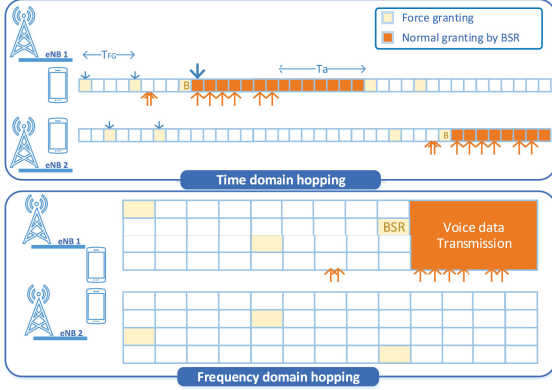 Force granting
Normal granting by BSR
eNB 1
TFG
Ta
B
B
eNB 2
Time domain hopping
eNB 1
BSR
Voice data
Transmission
eNB 2
Frequency domain hopping